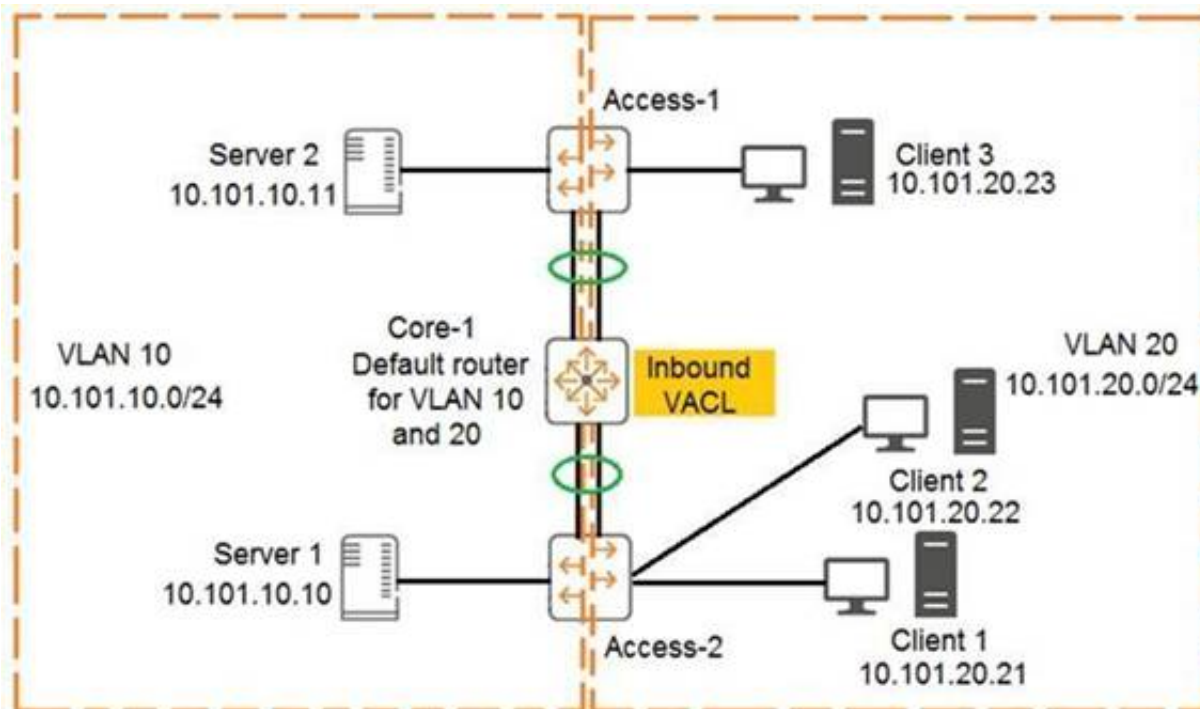 Access-1
Server 2
10.101.10.11
Client 3
10.101.20.23
Core-1
Default router
for VLAN 10
and 20
Inbound
VACL
VLAN 10
10.101.10.0/24
VLAN 20
10.101.20.0/24
Client 2
10.101.20.22
Server 1
10.101.10.10
Access-2
Client 1
10.101.20.21